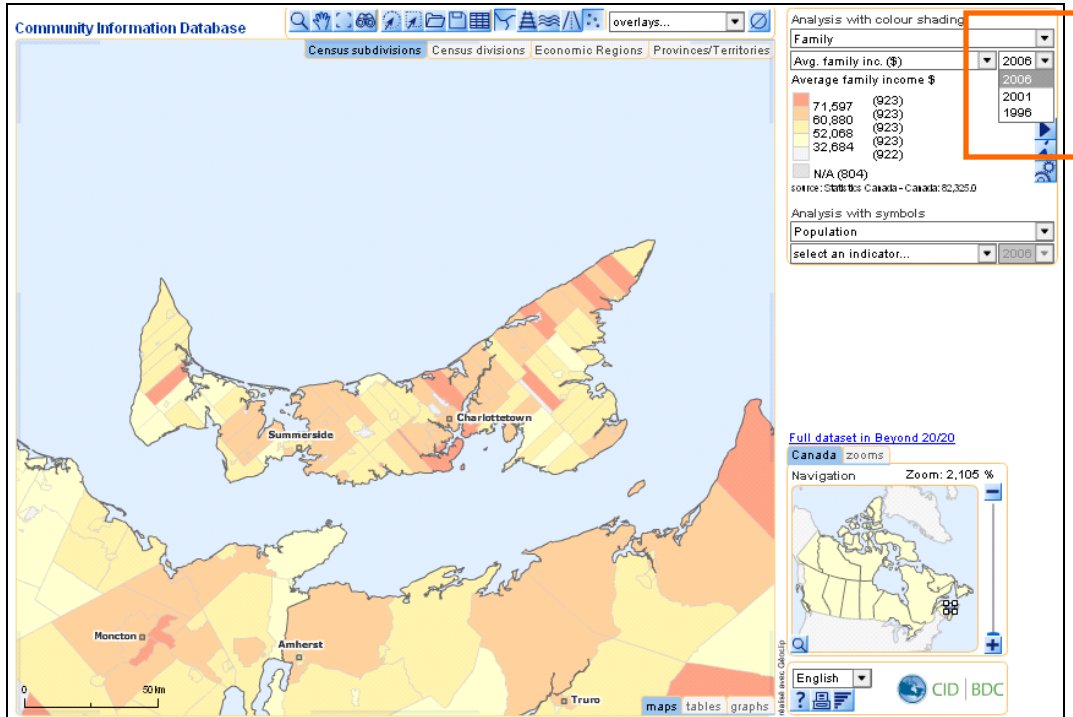 Community Information Database
overlays...
Census subdivisions Census divisions Economic Regions Provinces/Territories
Analysis with colour shading
Family
Avg. family inc. ($) 2006
2006
2001
1996
Average family income $
71,597 (923)
60,880 (923)
52,068 (923)
32,684 (923)
(922)
N/A (804)
source: Statistics Canada - Canada: 82,325.0
Analysis with symbols
Population
select an indicator... 2006
Charlottetown
Summerside
Moncton
Amherst
Truro
0 50 km
maps tables graphs
réalisé avec Géoclip
Full dataset in Beyond 20/20
Canada zooms
Navigation Zoom: 2,105 %
English
?
CID | BDC